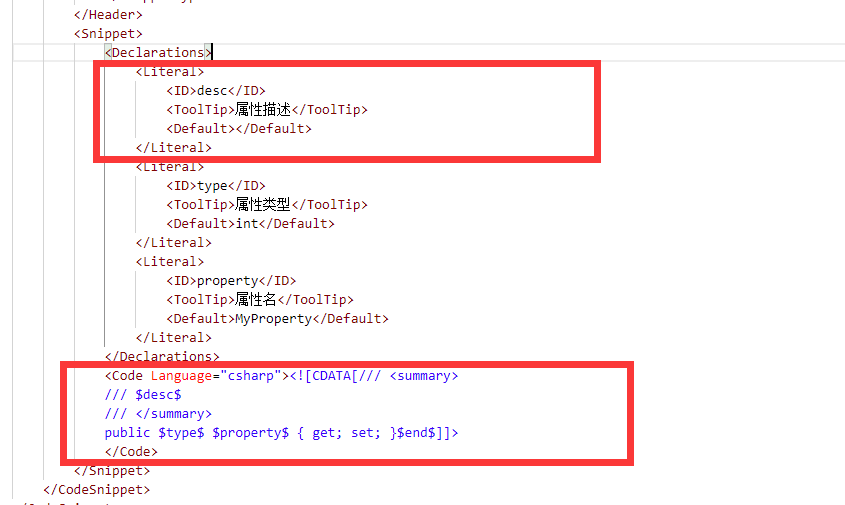 </Header>
<Snippet>
<Declarations>
<Literal>
<ID>desc</ID>
<ToolTip>属性描述</ToolTip>
<Default></Default>
</Literal>
<Literal>
<ID>type</ID>
<ToolTip>属性类型</ToolTip>
<Default>int</Default>
</Literal>
<Literal>
<ID>property</ID>
<ToolTip>属性名</ToolTip>
<Default>MyProperty</Default>
</Literal>
</Declarations>
<Code Language="csharp"><![CDATA[/// <summary>
/// $desc$
/// </summary>
public $type$ $property$ { get; set; }$end$]]>
</Code>
</Snippet>
</CodeSnippet>